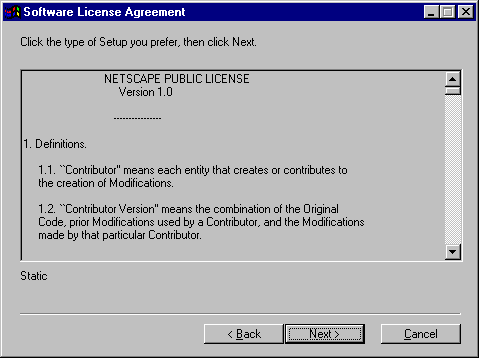 Software License Agreement
Click the type of Setup you prefer, then click Next.
NETSCAPE PUBLIC LICENSE
Version 1.0
----------------
1. Definitions.
1.1. ``Contributor'' means each entity that creates or contributes to
the creation of Modifications.
1.2. ``Contributor Version'' means the combination of the Original
Code, prior Modifications used by a Contributor, and the Modifications
made by that particular Contributor.
Static
< Back
Next >
Cancel